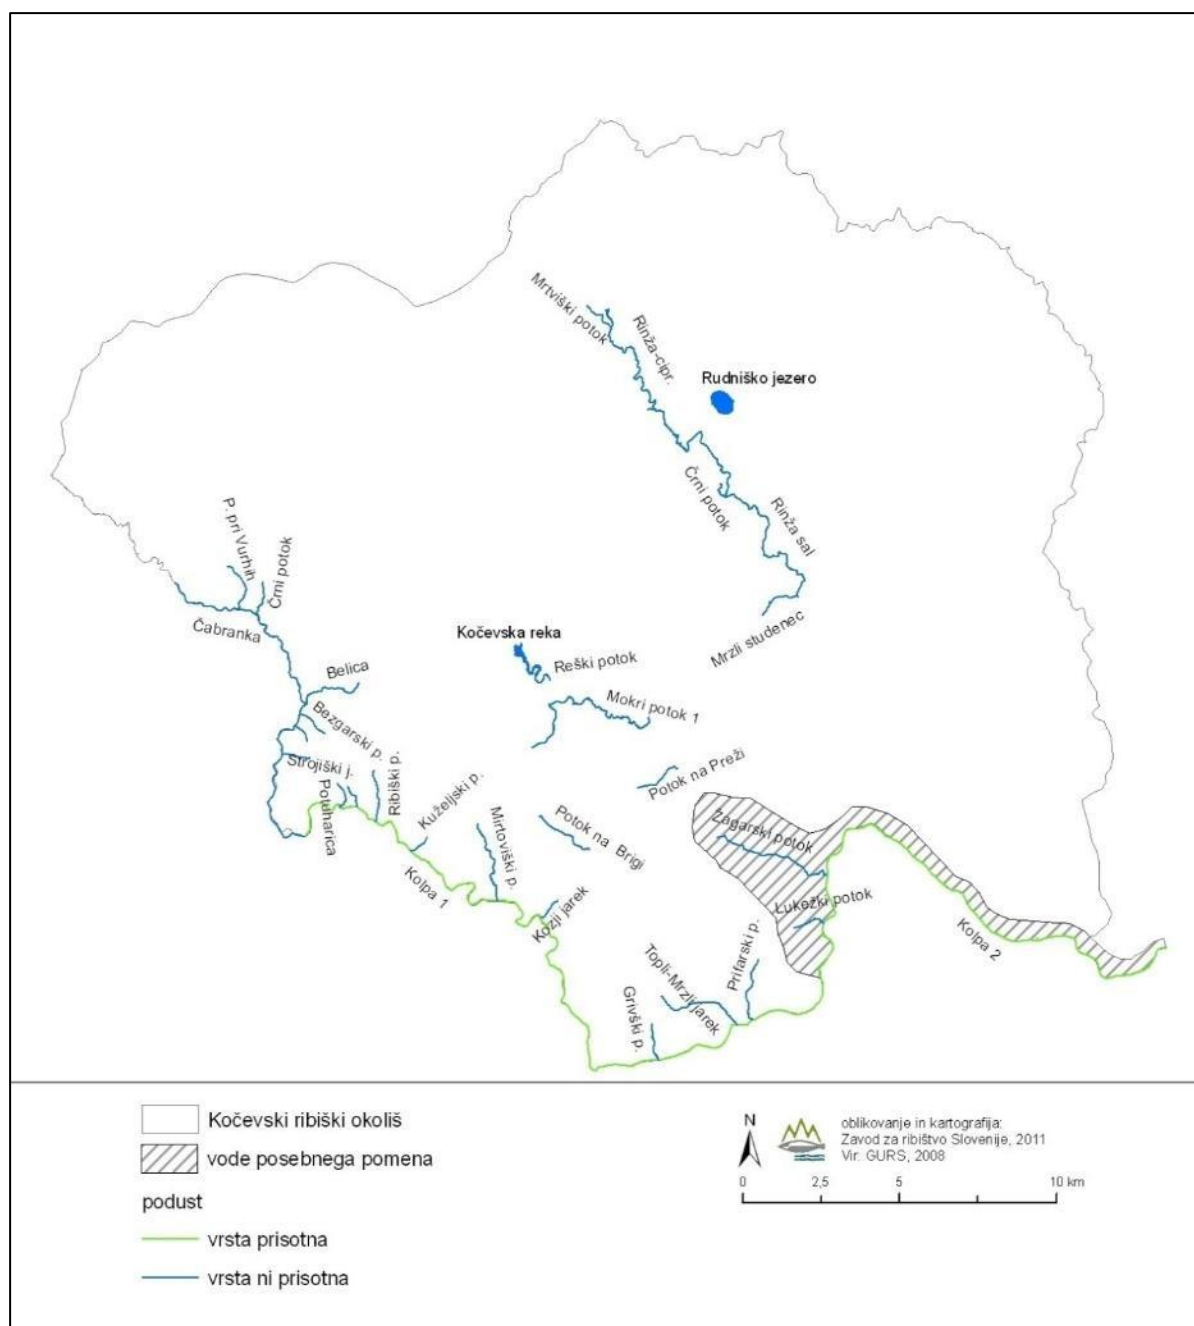 Mrtviški potok
Rinža-cipr.
Rudniško jezero
Črni potok
Rinža sal
P. pri Vurhih
Črni potok
Čabranka
Kočevska reka
Reški potok
Mrzli studenec
Belica
Mokri potok 1
Bezgarski p.
Strojiški j.
Ribiški p.
Potuharica
Kuželjski p.
Potok na Preži
Mirtoviški p.
Potok na Brigi
Žagarski potok
Kolpa 1
Kozji jarek
Lukežki potok
Kolpa 2
Prifarski p.
Topli-Mrzli jarek
Grivški p.
Kočevski ribiški okoliš
vode posebnega pomena
podust
vrsta prisotna
vrsta ni prisotna
N
oblikovanje in kartografija:
Zavod za ribištvo Slovenije, 2011
Vir: GURS, 2008
0 2,5 5 10 km